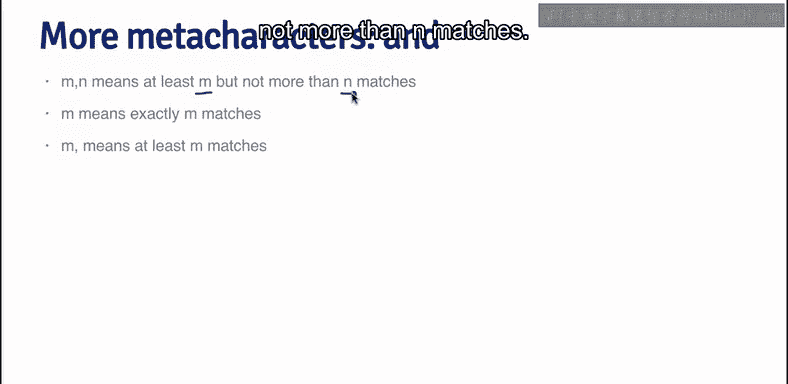 More metacharacters: and
not more than n matches.
· m,n means at least m but not more than n matches
· m means exactly m matches
· m, means at least m matches